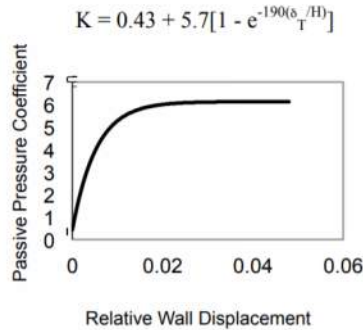 K = 0.43 + 5.7[1 - e^-190(δ_T/H)]
Passive Pressure Coefficient
7
6
5
4
3
2
1
0
0 0.02 0.04 0.06
Relative Wall Displacement